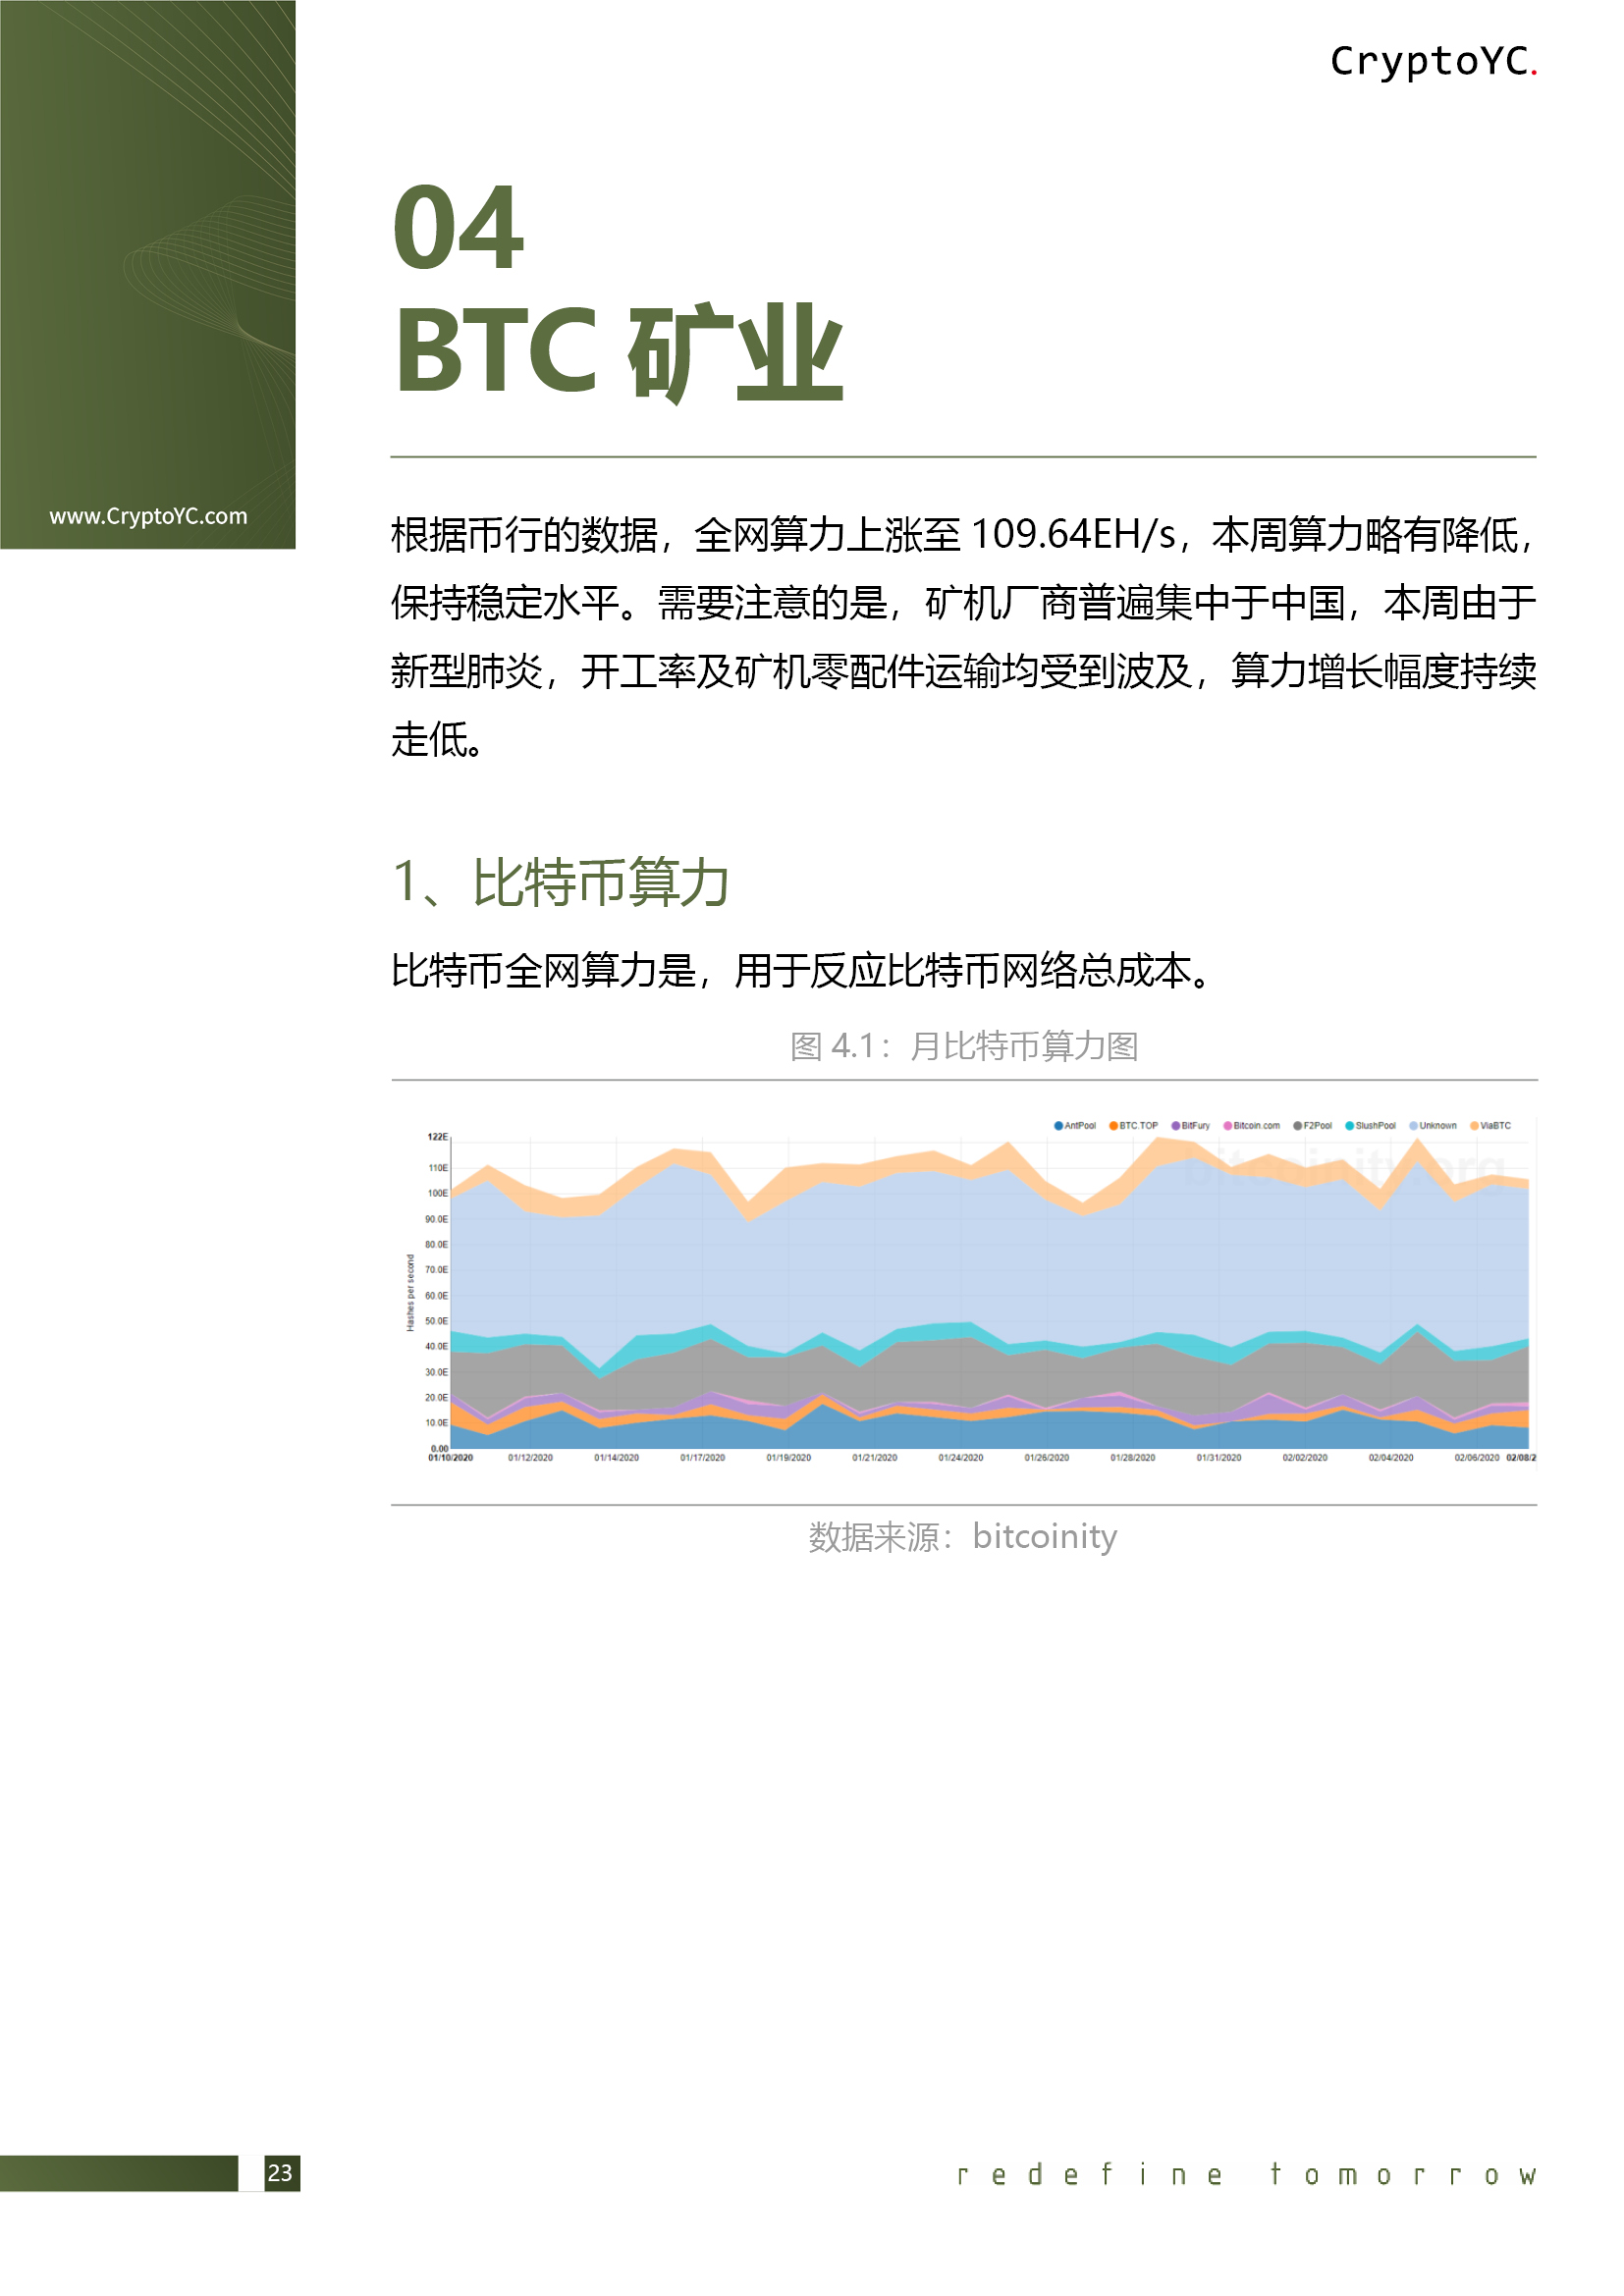 CryptoYC.
www.CryptoYC.com
04
BTC 矿业
根据币行的数据，全网算力上涨至 109.64EH/s，本周算力略有降低，
保持稳定水平。需要注意的是，矿机厂商普遍集中于中国，本周由于
新型肺炎，开工率及矿机零配件运输均受到波及，算力增长幅度持续
走低。
1、比特币算力
比特币全网算力是，用于反应比特币网络总成本。
图 4.1：月比特币算力图
AntPool BTC.TOP BitFury Bitcoin.com F2Pool SlushPool Unknown ViaBTC
bitcoinity.org
Hashes per second
122E
110E
100E
90.0E
80.0E
70.0E
60.0E
50.0E
40.0E
30.0E
20.0E
10.0E
0.00
01/10/2020 01/12/2020 01/14/2020 01/17/2020 01/19/2020 01/21/2020 01/24/2020 01/26/2020 01/28/2020 01/31/2020 02/02/2020 02/04/2020 02/06/2020 02/08/2
数据来源：bitcoinity
23
redefine tomorrow